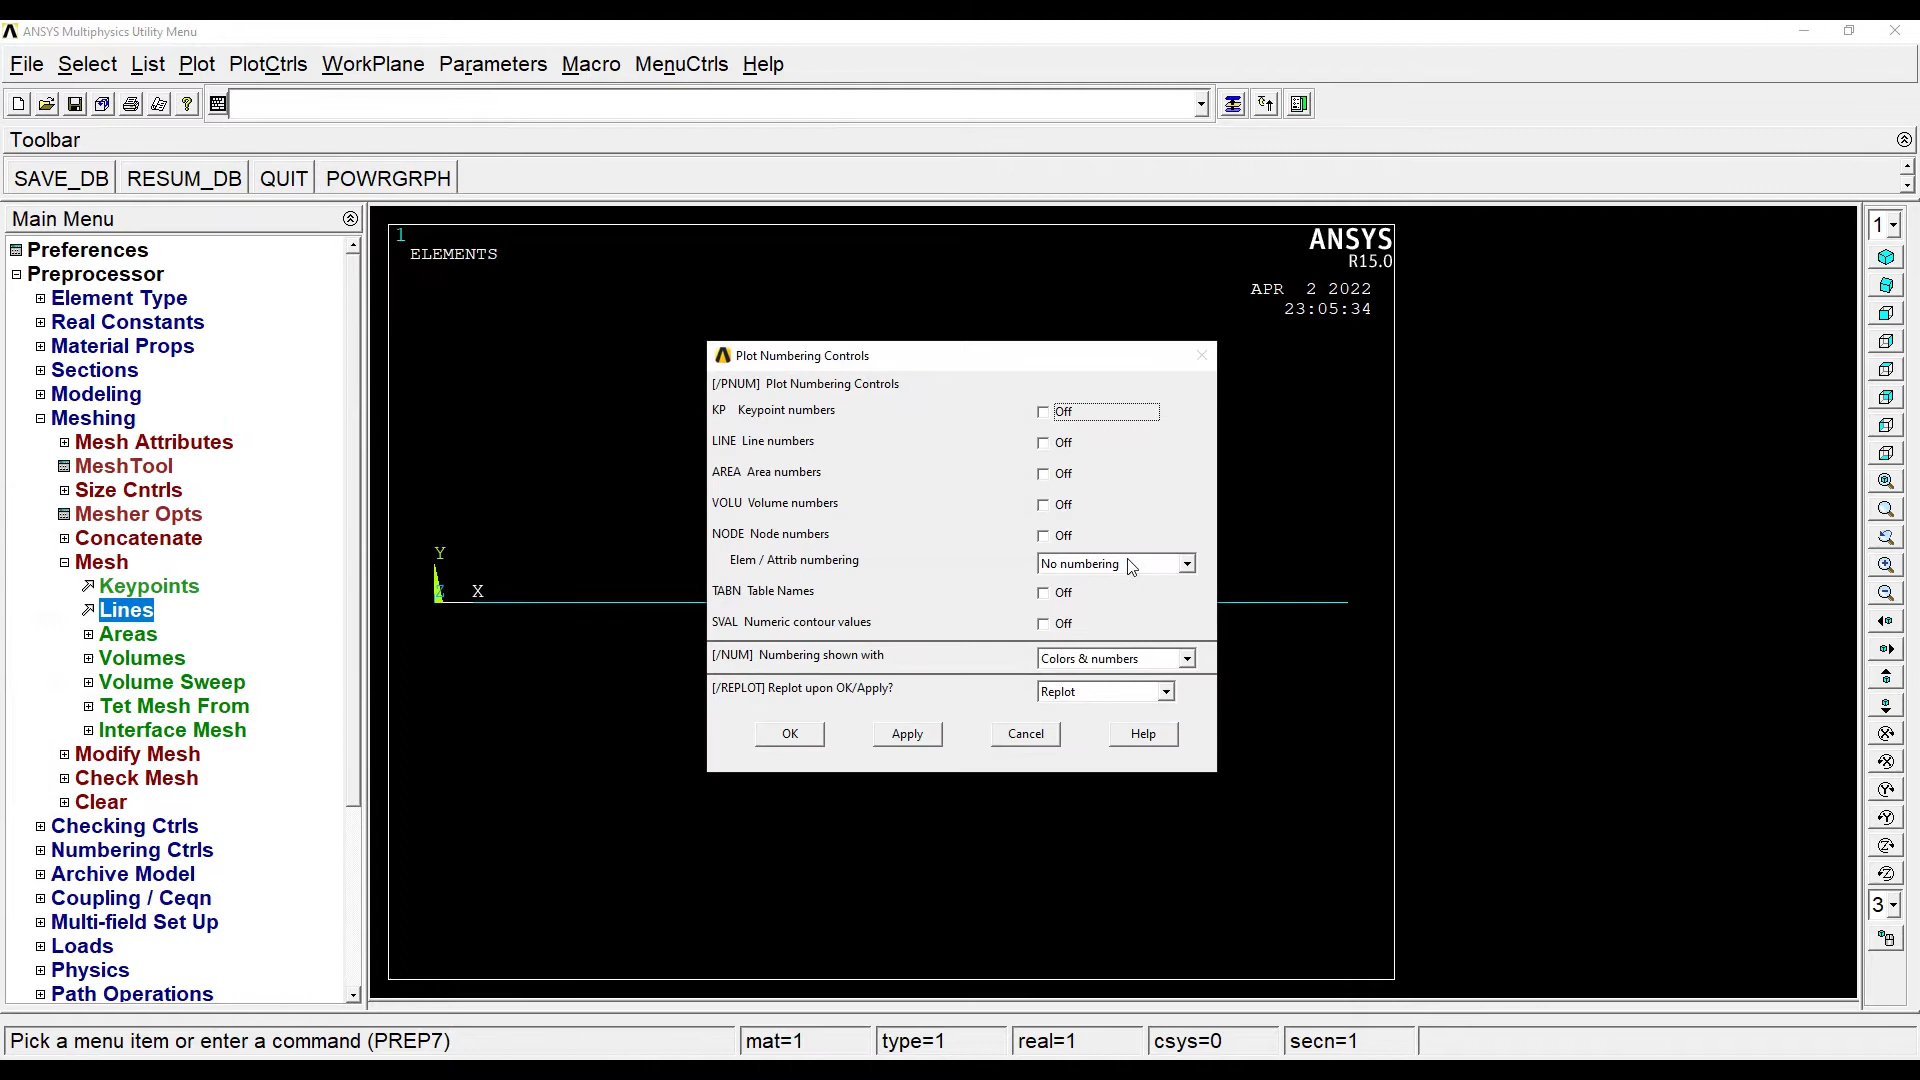 ANSYS Multiphysics Utility Menu
File Select List Plot PlotCtrls WorkPlane Parameters Macro MenuCtrls Help
Toolbar
SAVE_DB RESUM_DB QUIT POWRGRPH
Main Menu
Preferences
Preprocessor
Element Type
Real Constants
Material Props
Sections
Modeling
Meshing
Mesh Attributes
MeshTool
Size Cntrls
Mesher Opts
Concatenate
Mesh
Keypoints
Lines
Areas
Volumes
Volume Sweep
Tet Mesh From
Interface Mesh
Modify Mesh
Check Mesh
Clear
Checking Ctrls
Numbering Ctrls
Archive Model
Coupling / Ceqn
Multi-field Set Up
Loads
Physics
Path Operations
1
ELEMENTS
ANSYS
R15.0
APR 2 2022
23:05:34
Y
Z X
Plot Numbering Controls
[/PNUM] Plot Numbering Controls
KP Keypoint numbers Off
LINE Line numbers Off
AREA Area numbers Off
VOLU Volume numbers Off
NODE Node numbers Off
Elem / Attrib numbering No numbering
TABN Table Names Off
SVAL Numeric contour values Off
[/NUM] Numbering shown with Colors & numbers
[/REPLOT] Replot upon OK/Apply? Replot
OK Apply Cancel Help
1
3
Pick a menu item or enter a command (PREP7) mat=1 type=1 real=1 csys=0 secn=1